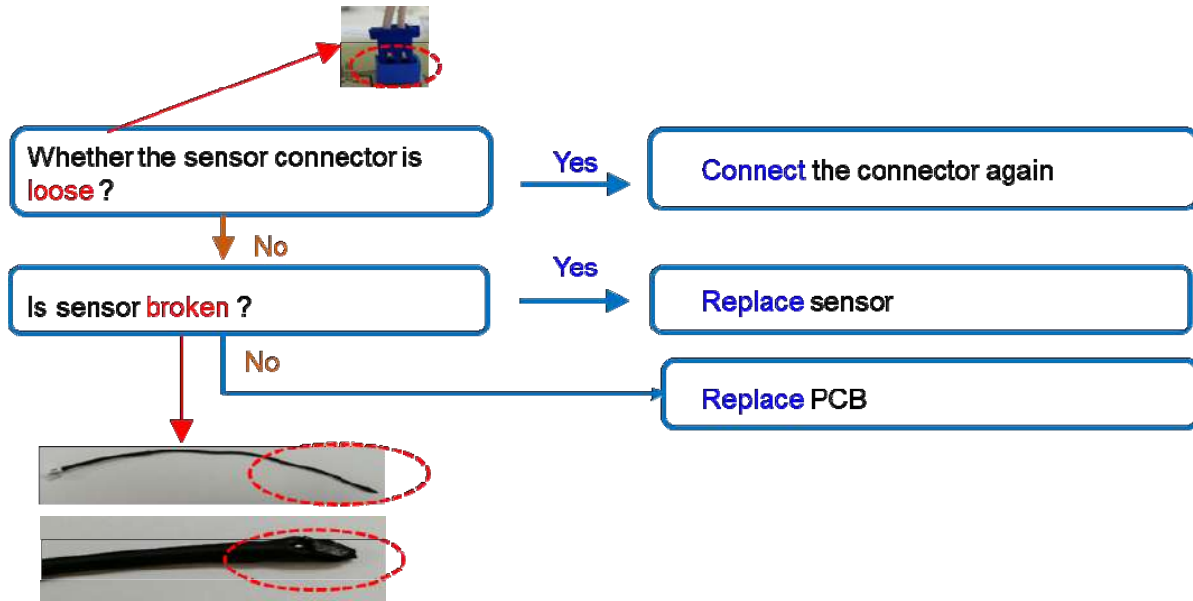 Whether the sensor connector is
loose ?
Yes
Connect the connector again
No
Is sensor broken ?
Yes
Replace sensor
No
Replace PCB